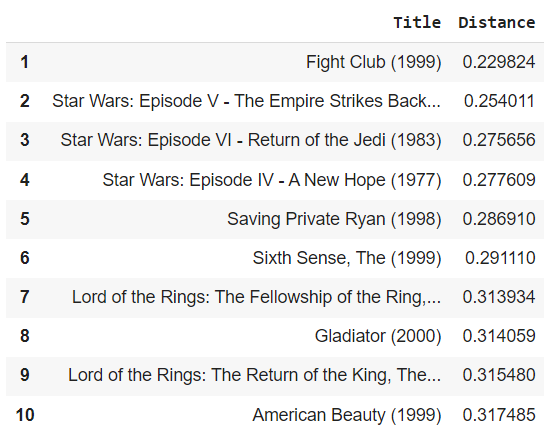 Title Distance
1 Fight Club (1999) 0.229824
2 Star Wars: Episode V - The Empire Strikes Back... 0.254011
3 Star Wars: Episode VI - Return of the Jedi (1983) 0.275656
4 Star Wars: Episode IV - A New Hope (1977) 0.277609
5 Saving Private Ryan (1998) 0.286910
6 Sixth Sense, The (1999) 0.291110
7 Lord of the Rings: The Fellowship of the Ring,... 0.313934
8 Gladiator (2000) 0.314059
9 Lord of the Rings: The Return of the King, The... 0.315480
10 American Beauty (1999) 0.317485